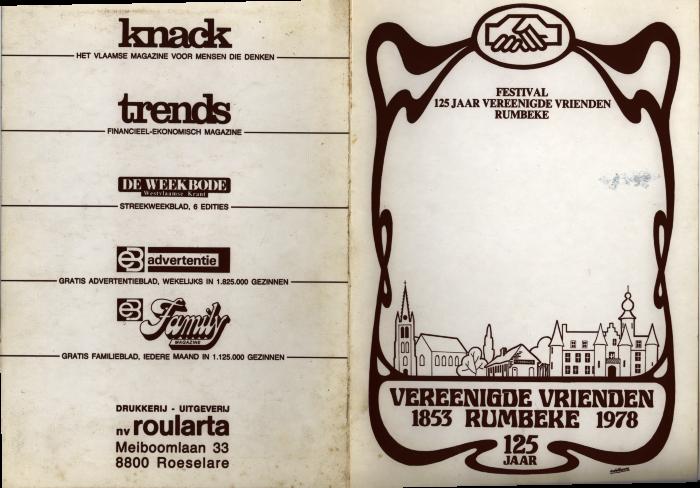 knack
HET VLAAMSE MAGAZINE VOOR MENSEN DIE DENKEN
trends
FINANCIEEL-EKONOMISCH MAGAZINE
DE WEEKBODE
Westvlaamse Krant
STREEKWEEKBLAD, 6 EDITIES
advertentie
GRATIS ADVERTENTIEBLAD, WEKELIJKS IN 1.825.000 GEZINNEN
Family
MAGAZINE
GRATIS FAMILIEBLAD, IEDERE MAAND IN 1.125.000 GEZINNEN
DRUKKERIJ - UITGEVERIJ
nv roularta
Meiboomlaan 33
8800 Roeselare
FESTIVAL
125 JAAR VEREENIGDE VRIENDEN
RUMBEKE
VEREENIGDE VRIENDEN
1853 RUMBEKE 1978
125
JAAR